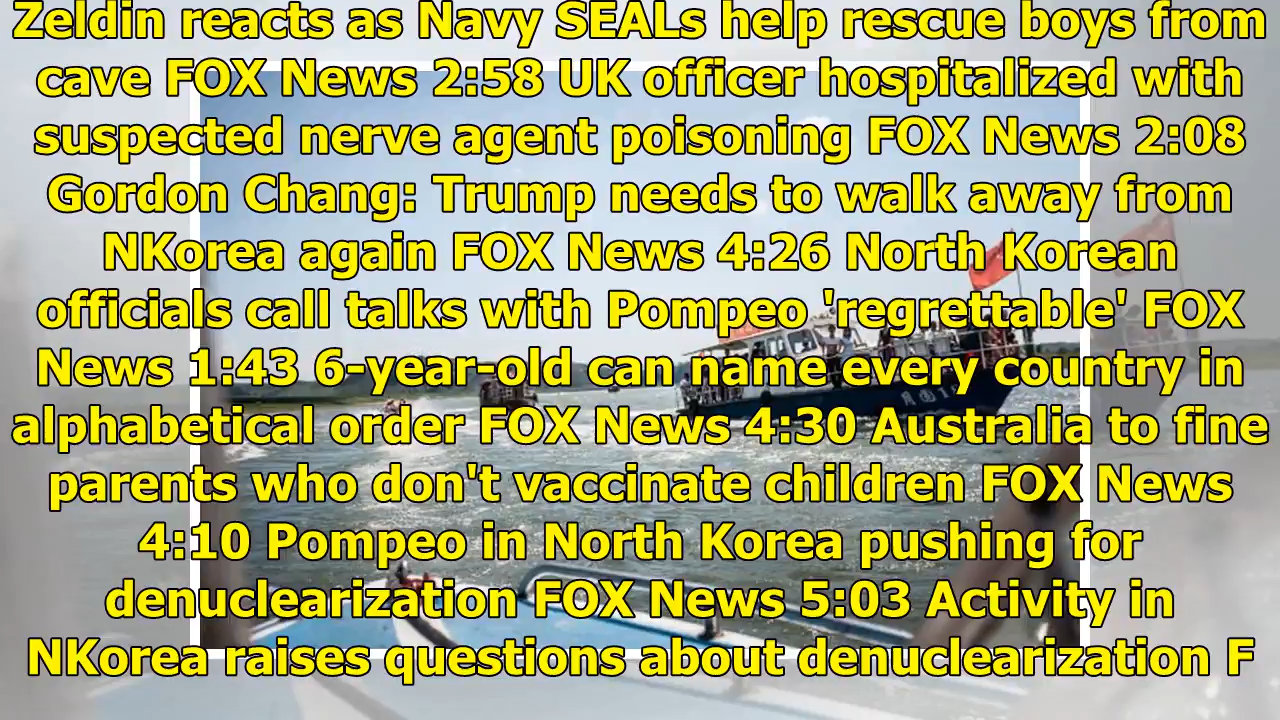 Zeldin reacts as Navy SEALs help rescue boys from
cave FOX News 2:58 UK officer hospitalized with
suspected nerve agent poisoning FOX News 2:08
Gordon Chang: Trump needs to walk away from
NKorea again FOX News 4:26 North Korean
officials call talks with Pompeo 'regrettable' FOX
News 1:43 6-year-old can name every country in
alphabetical order FOX News 4:30 Australia to fine
parents who don't vaccinate children FOX News
4:10 Pompeo in North Korea pushing for
denuclearization FOX News 5:03 Activity in
NKorea raises questions about denuclearization F